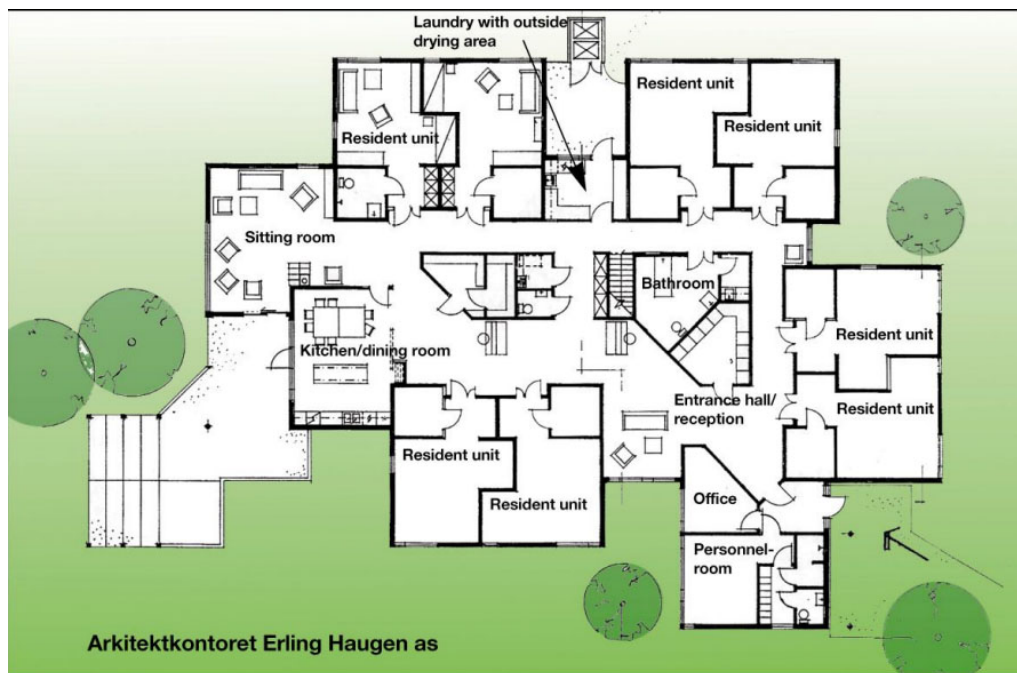 Laundry with outside
drying area
Resident unit
Resident unit
Resident unit
Sitting room
Bathroom
Kitchen/dining room
Resident unit
Entrance hall/
reception
Resident unit
Resident unit
Resident unit
Office
Personnel-
room
Arkitektkontoret Erling Haugen as